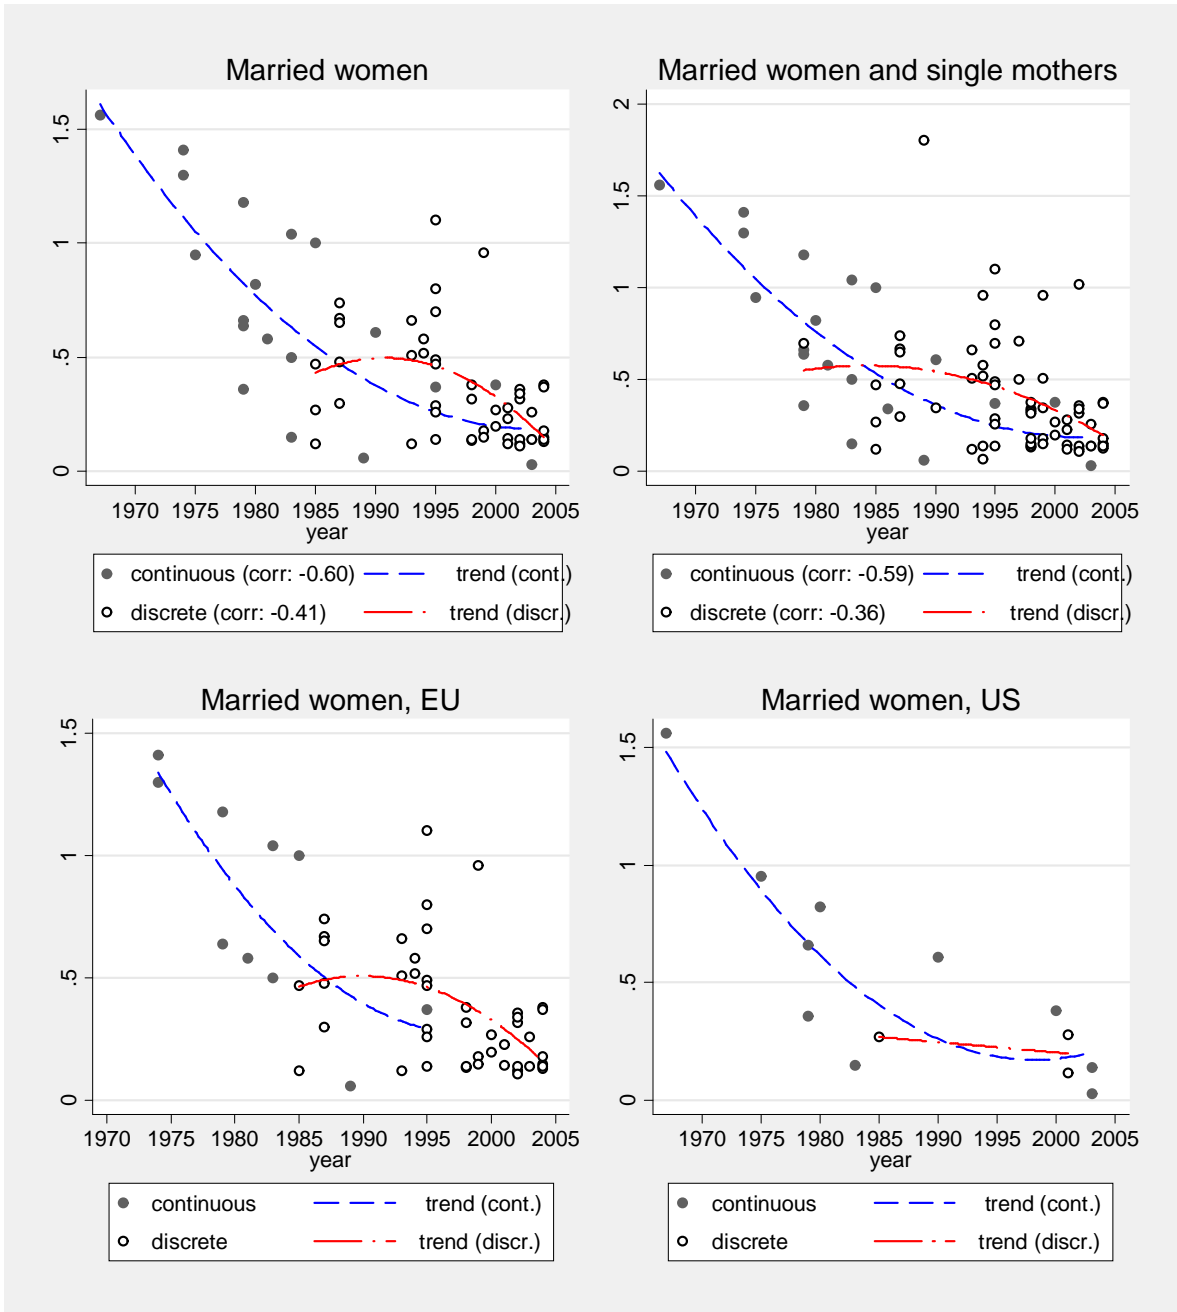 Married women
1.5
1
.5
0
1970 1975 1980 1985 1990 1995 2000 2005
year
continuous (corr: -0.60) trend (cont.)
discrete (corr: -0.41) trend (discr.)
Married women and single mothers
2
1.5
1
.5
0
1970 1975 1980 1985 1990 1995 2000 2005
year
continuous (corr: -0.59) trend (cont.)
discrete (corr: -0.36) trend (discr.)
Married women, EU
1.5
1
.5
0
1970 1975 1980 1985 1990 1995 2000 2005
year
continuous trend (cont.)
discrete trend (discr.)
Married women, US
1.5
1
.5
0
1970 1975 1980 1985 1990 1995 2000 2005
year
continuous trend (cont.)
discrete trend (discr.)